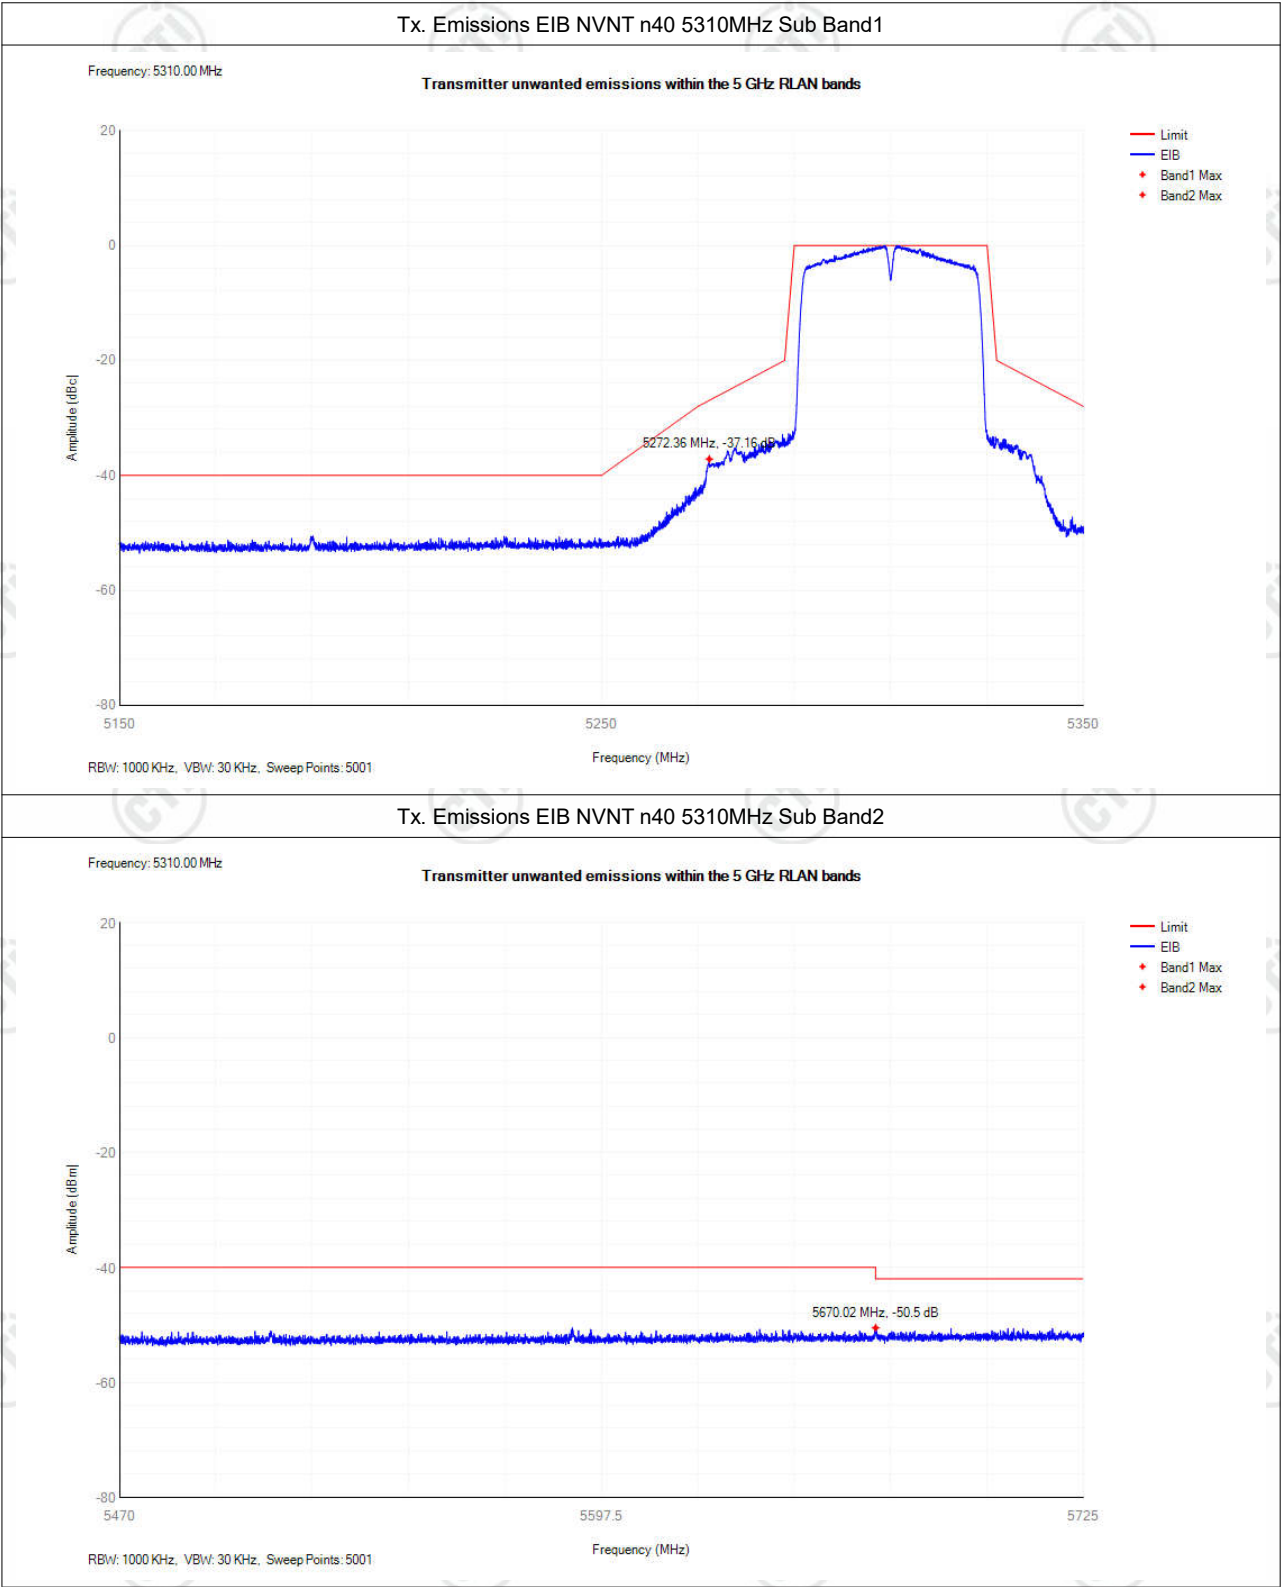 Tx. Emissions EIB NVNT n40 5310MHz Sub Band1
Frequency: 5310.00 MHz
Transmitter unwanted emissions within the 5 GHz RLAN bands
20
0
-20
-40
-60
-80
Amplitude [dBc]
Limit
EIB
Band1 Max
Band2 Max
5272.36 MHz, -37.16 dB
5150
5250
5350
Frequency (MHz)
RBW: 1000 KHz, VBW: 30 KHz, Sweep Points: 5001
Tx. Emissions EIB NVNT n40 5310MHz Sub Band2
Frequency: 5310.00 MHz
Transmitter unwanted emissions within the 5 GHz RLAN bands
20
0
-20
-40
-60
-80
Amplitude [dBm]
Limit
EIB
Band1 Max
Band2 Max
5670.02 MHz, -50.5 dB
5470
5597.5
5725
Frequency (MHz)
RBW: 1000 KHz, VBW: 30 KHz, Sweep Points: 5001